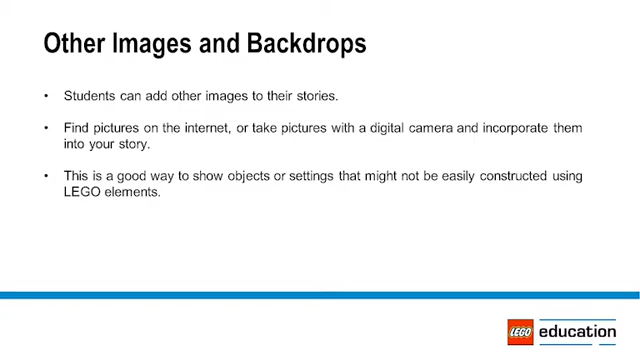 Other Images and Backdrops
• Students can add other images to their stories.
• Find pictures on the internet, or take pictures with a digital camera and incorporate them
into your story.
• This is a good way to show objects or settings that might not be easily constructed using
LEGO elements.
LEGO education